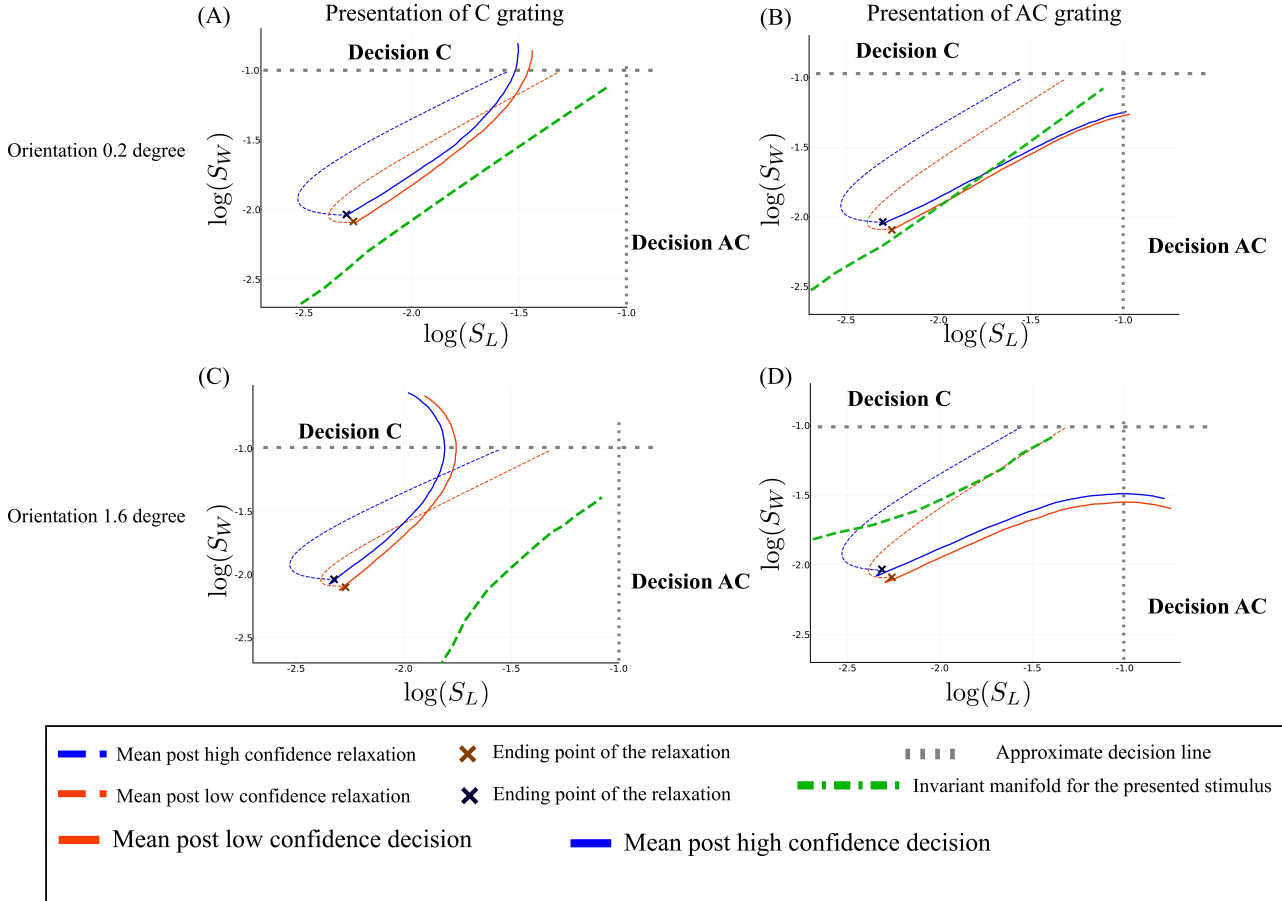 (A)
Presentation of C grating
(B)
Presentation of AC grating
Decision C
-1.0
-1.5
-2.0
-2.5
log(S_W)
Decision AC
-2.5 -2.0 -1.5 -1.0
log(S_L)
Decision C
-1.0
-1.5
-2.0
-2.5
log(S_W)
Decision AC
-2.5 -2.0 -1.5 -1.0
log(S_L)
Orientation 0.2 degree
(C)
Decision C
-1.0
-1.5
-2.0
-2.5
log(S_W)
Decision AC
-2.5 -2.0 -1.5 -1.0
log(S_L)
(D)
Decision C
-1.0
-1.5
-2.0
-2.5
log(S_W)
Decision AC
-2.5 -2.0 -1.5 -1.0
log(S_L)
Orientation 1.6 degree
Mean post high confidence relaxation
Ending point of the relaxation
Approximate decision line
Mean post low confidence relaxation
Ending point of the relaxation
Invariant manifold for the presented stimulus
Mean post low confidence decision
Mean post high confidence decision